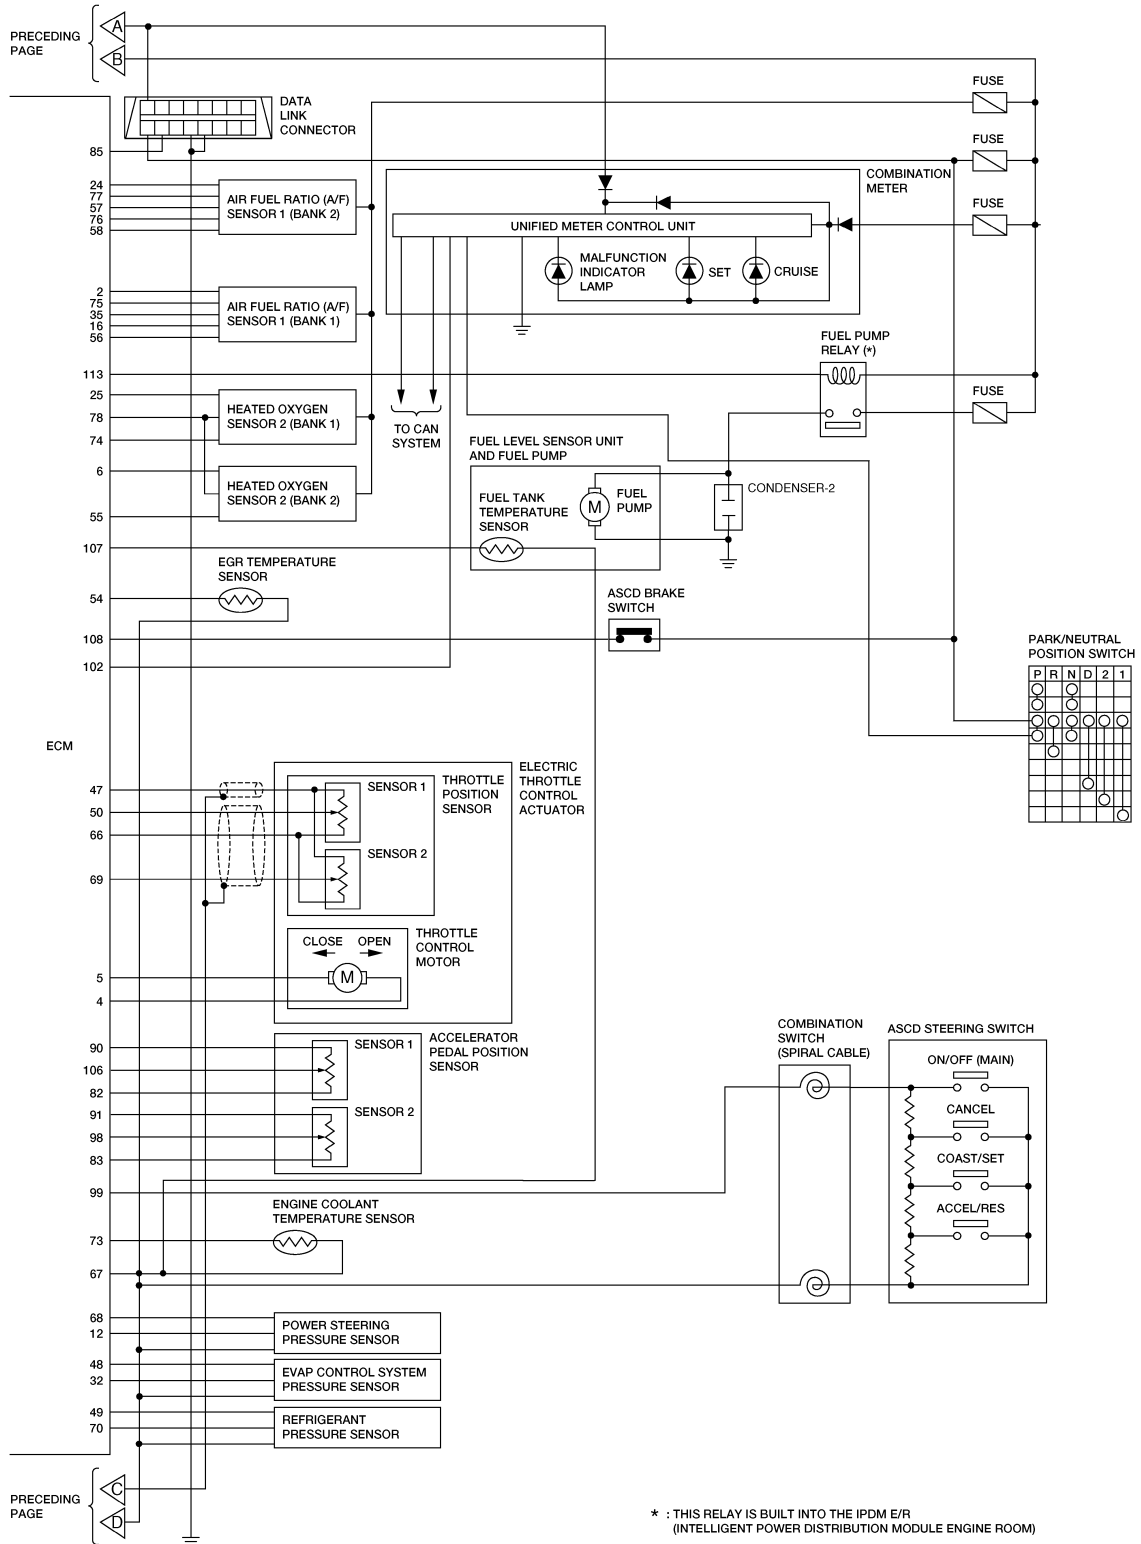 PRECEDING
PAGE
A
B
DATA
LINK
CONNECTOR
FUSE
FUSE
FUSE
85
24
77
57
76
58
AIR FUEL RATIO (A/F)
SENSOR 1 (BANK 2)
COMBINATION
METER
UNIFIED METER CONTROL UNIT
MALFUNCTION
INDICATOR
LAMP
SET
CRUISE
2
75
35
16
56
AIR FUEL RATIO (A/F)
SENSOR 1 (BANK 1)
FUEL PUMP
RELAY (*)
FUSE
113
25
78
74
HEATED OXYGEN
SENSOR 2 (BANK 1)
TO CAN
SYSTEM
6
55
HEATED OXYGEN
SENSOR 2 (BANK 2)
FUEL LEVEL SENSOR UNIT
AND FUEL PUMP
FUEL TANK
TEMPERATURE
SENSOR
M
FUEL
PUMP
CONDENSER-2
107
EGR TEMPERATURE
SENSOR
54
ASCD BRAKE
SWITCH
108
102
PARK/NEUTRAL
POSITION SWITCH
P R N D 2 1
ECM
47
50
66
69
SENSOR 1
SENSOR 2
THROTTLE
POSITION
SENSOR
ELECTRIC
THROTTLE
CONTROL
ACTUATOR
CLOSE OPEN
M
THROTTLE
CONTROL
MOTOR
5
4
90
106
82
91
98
83
SENSOR 1
SENSOR 2
ACCELERATOR
PEDAL POSITION
SENSOR
COMBINATION
SWITCH
(SPIRAL CABLE)
ASCD STEERING SWITCH
ON/OFF (MAIN)
CANCEL
COAST/SET
ACCEL/RES
99
ENGINE COOLANT
TEMPERATURE SENSOR
73
67
68
12
POWER STEERING
PRESSURE SENSOR
48
32
EVAP CONTROL SYSTEM
PRESSURE SENSOR
49
70
REFRIGERANT
PRESSURE SENSOR
PRECEDING
PAGE
C
D
* : THIS RELAY IS BUILT INTO THE IPDM E/R
(INTELLIGENT POWER DISTRIBUTION MODULE ENGINE ROOM)